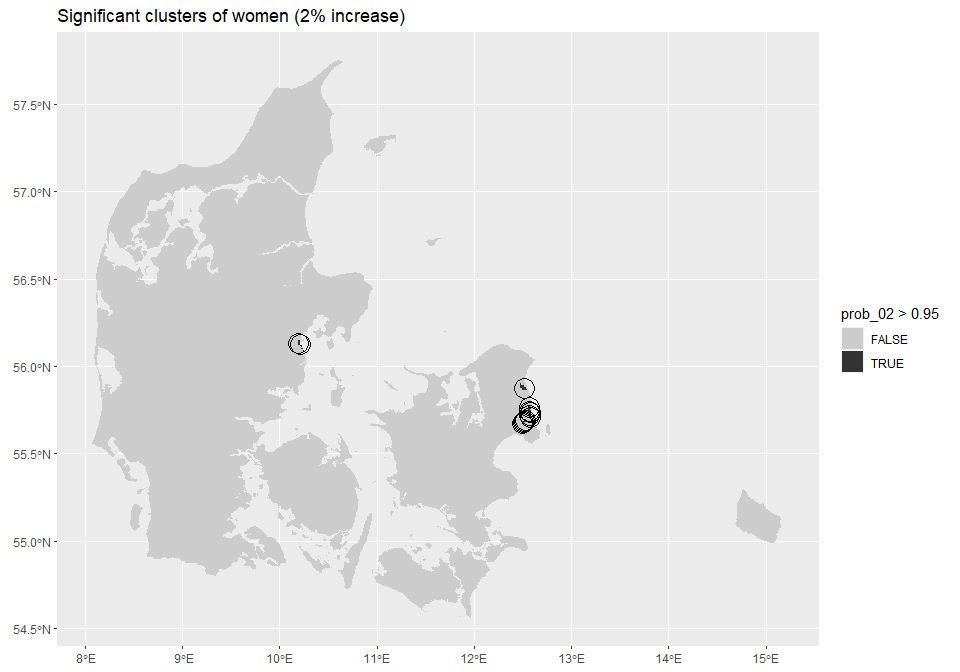 Significant clusters of women (2% increase)
57.5°N
57.0°N
56.5°N
56.0°N
55.5°N
55.0°N
54.5°N
8°E 9°E 10°E 11°E 12°E 13°E 14°E 15°E
prob_02 > 0.95
FALSE
TRUE